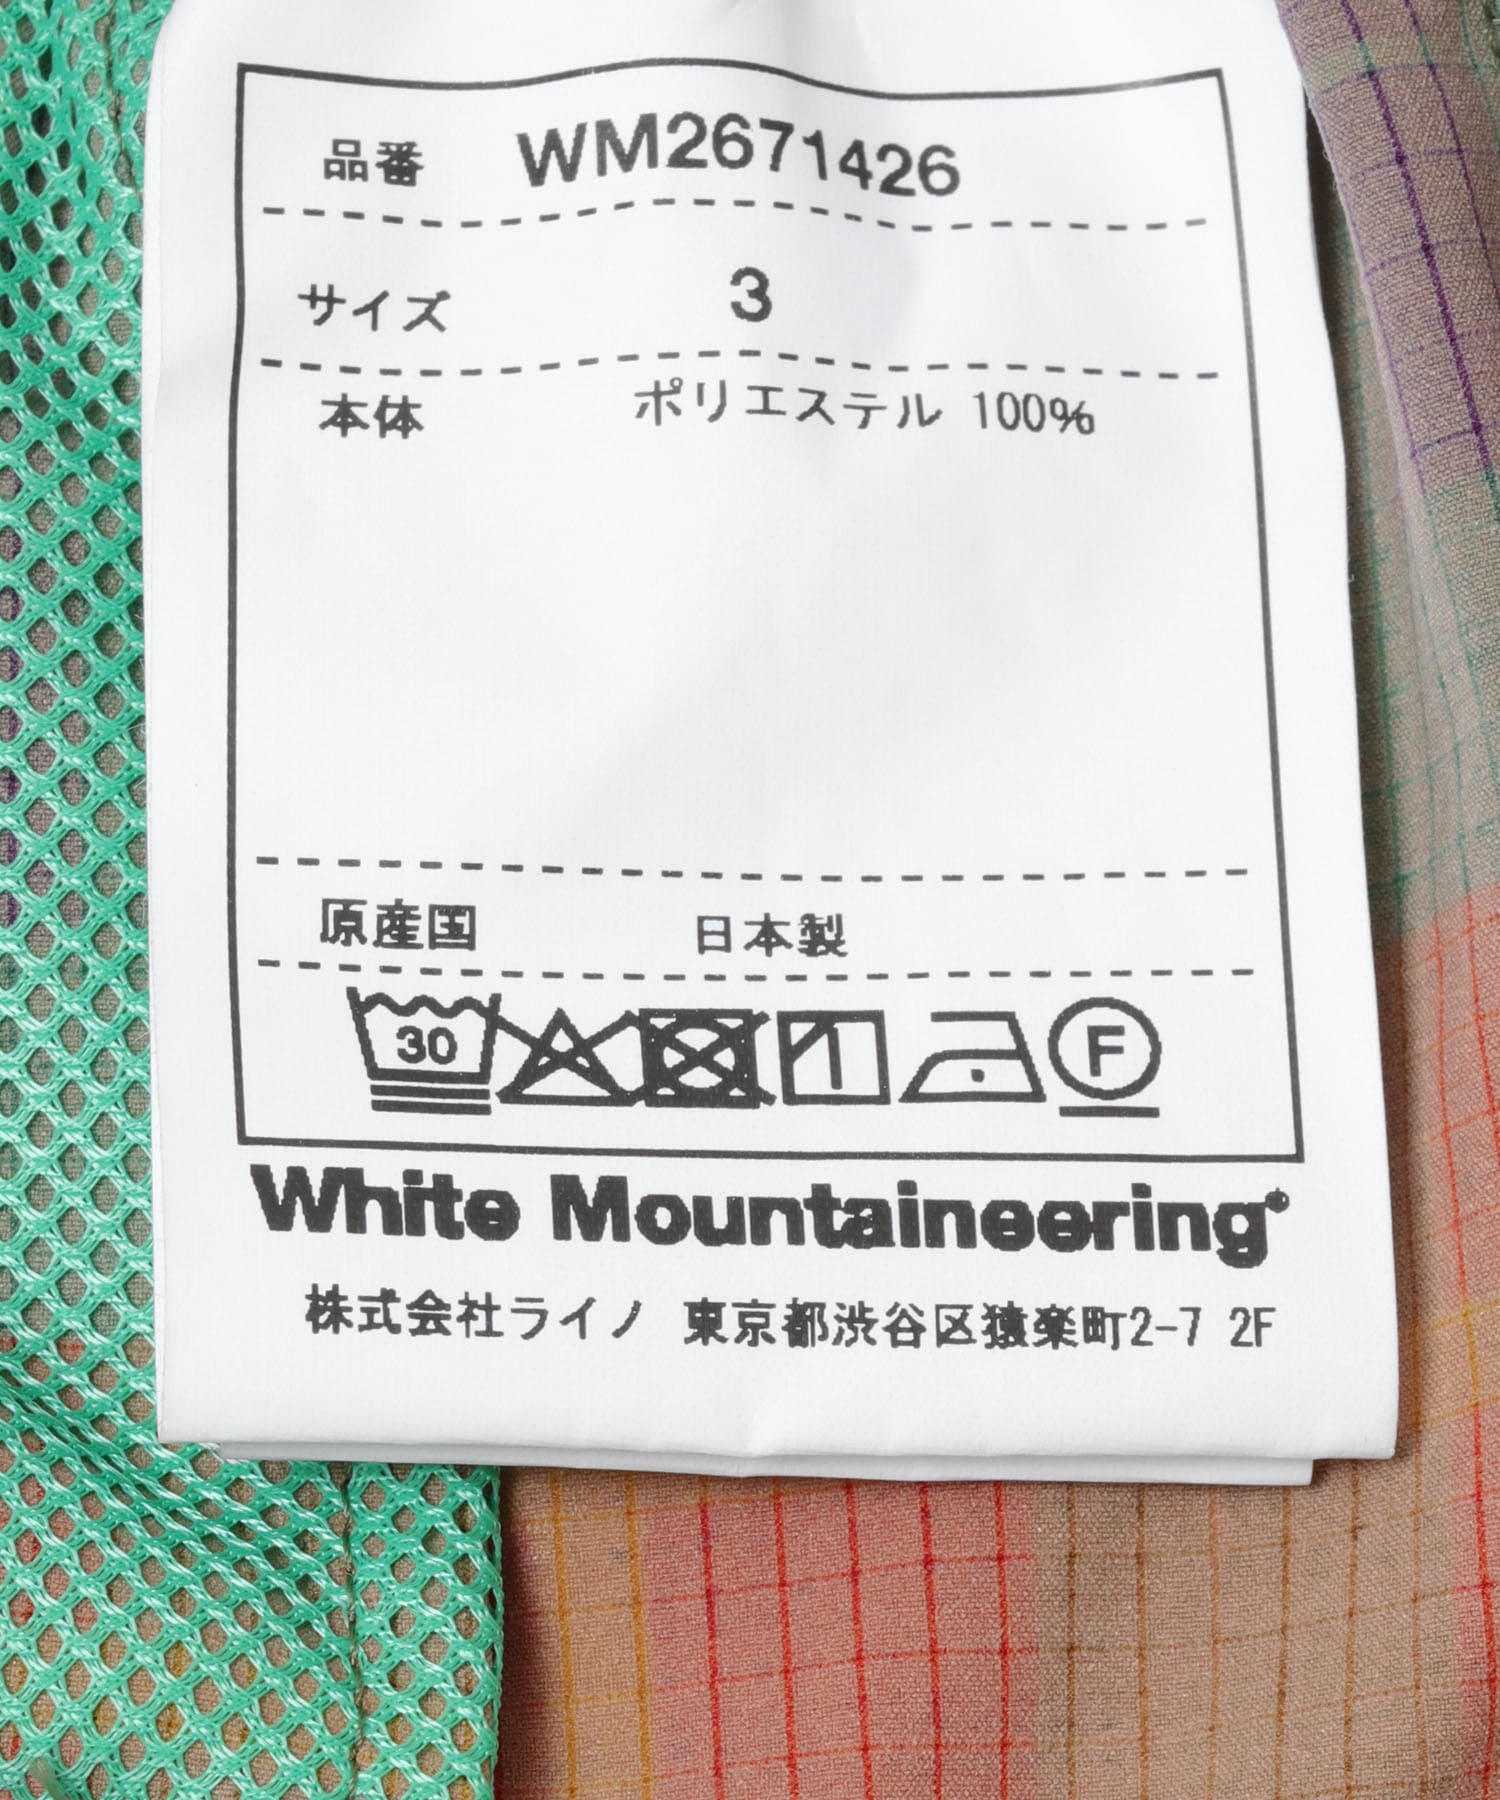 品番 WM2671426
サイズ 3
本体 ポリエステル 100%
原産国 日本製
30 F
White Mountaineering®
株式会社ライノ 東京都渋谷区猿楽町2-7 2F